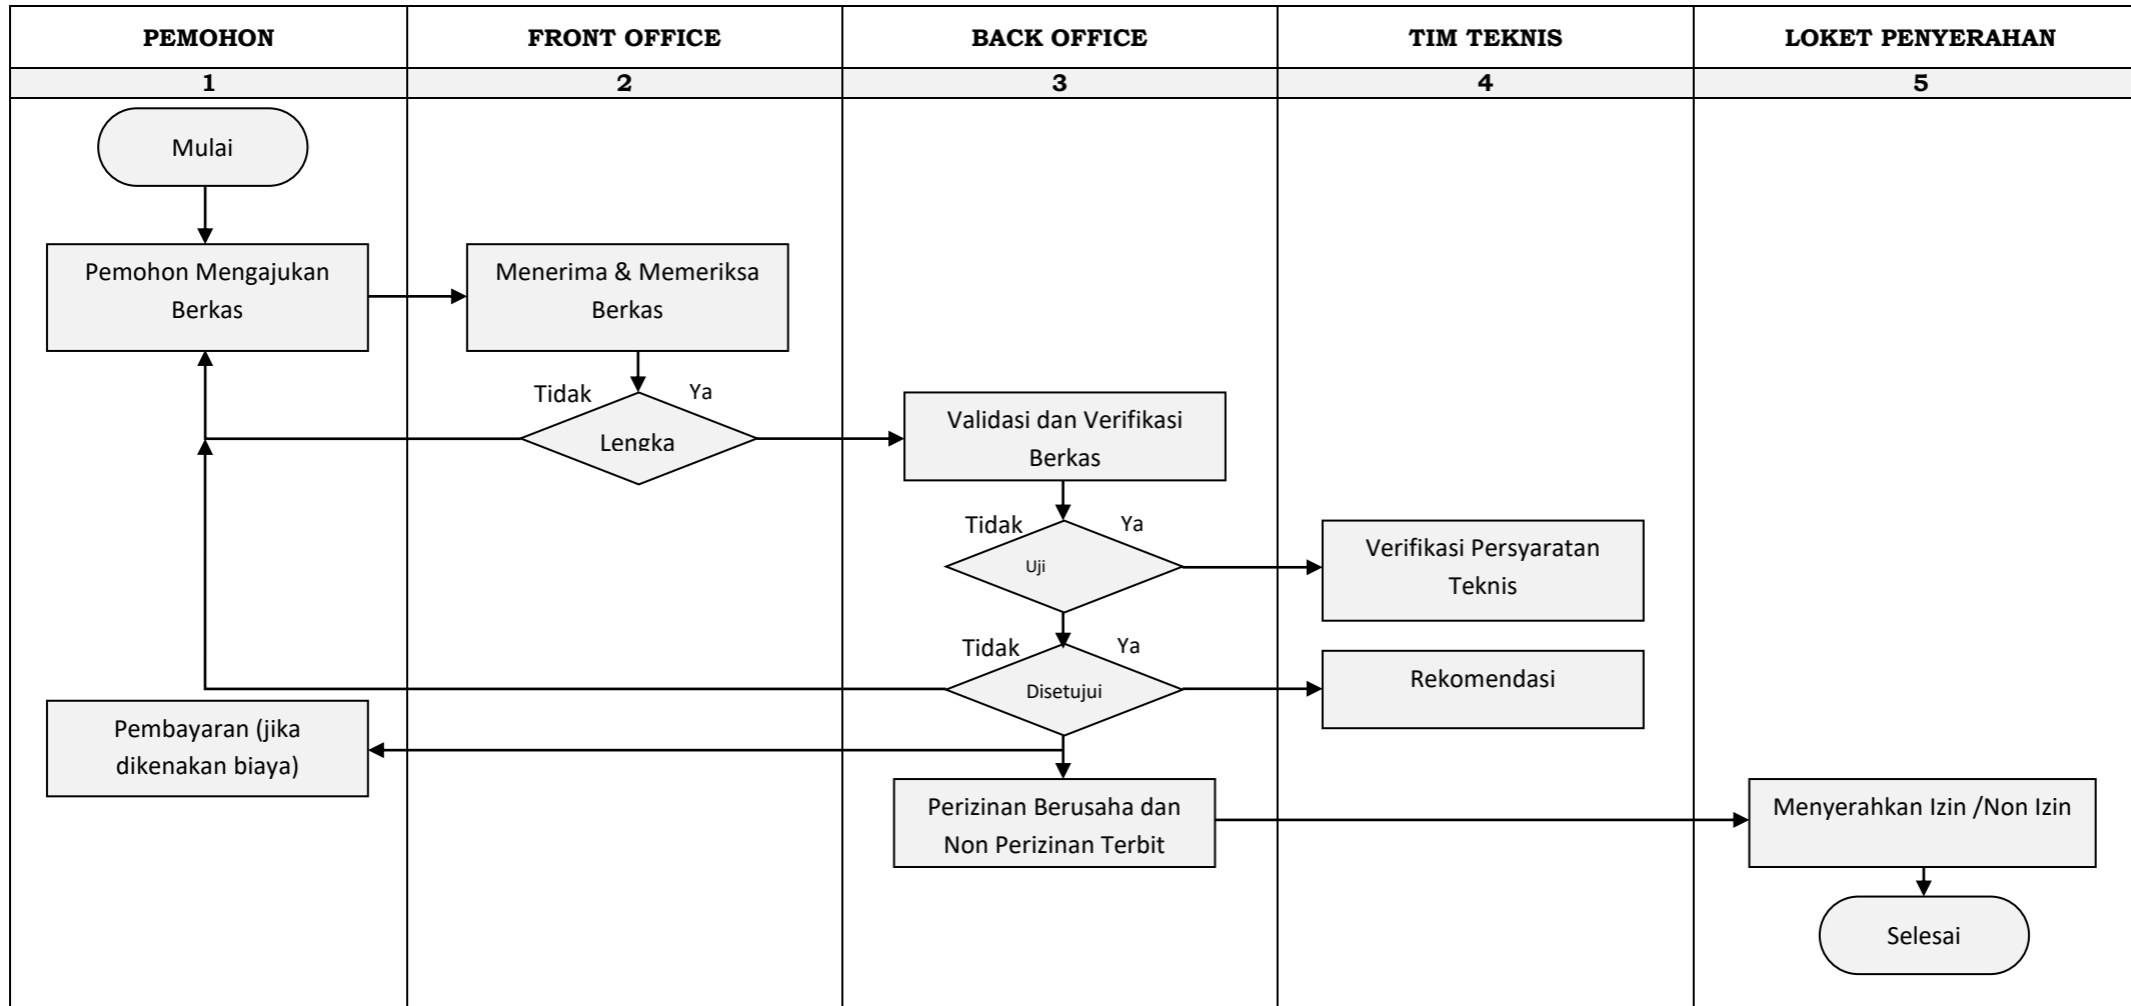 PEMOHON
FRONT OFFICE
BACK OFFICE
TIM TEKNIS
LOKET PENYERAHAN
1
2
3
4
5
Mulai
Pemohon Mengajukan
Berkas
Menerima & Memeriksa
Berkas
Tidak
Ya
Lengka
Validasi dan Verifikasi
Berkas
Tidak
Ya
Uji
Verifikasi Persyaratan
Teknis
Tidak
Ya
Disetujui
Rekomendasi
Pembayaran (jika
dikenakan biaya)
Perizinan Berusaha dan
Non Perizinan Terbit
Menyerahkan Izin /Non Izin
Selesai